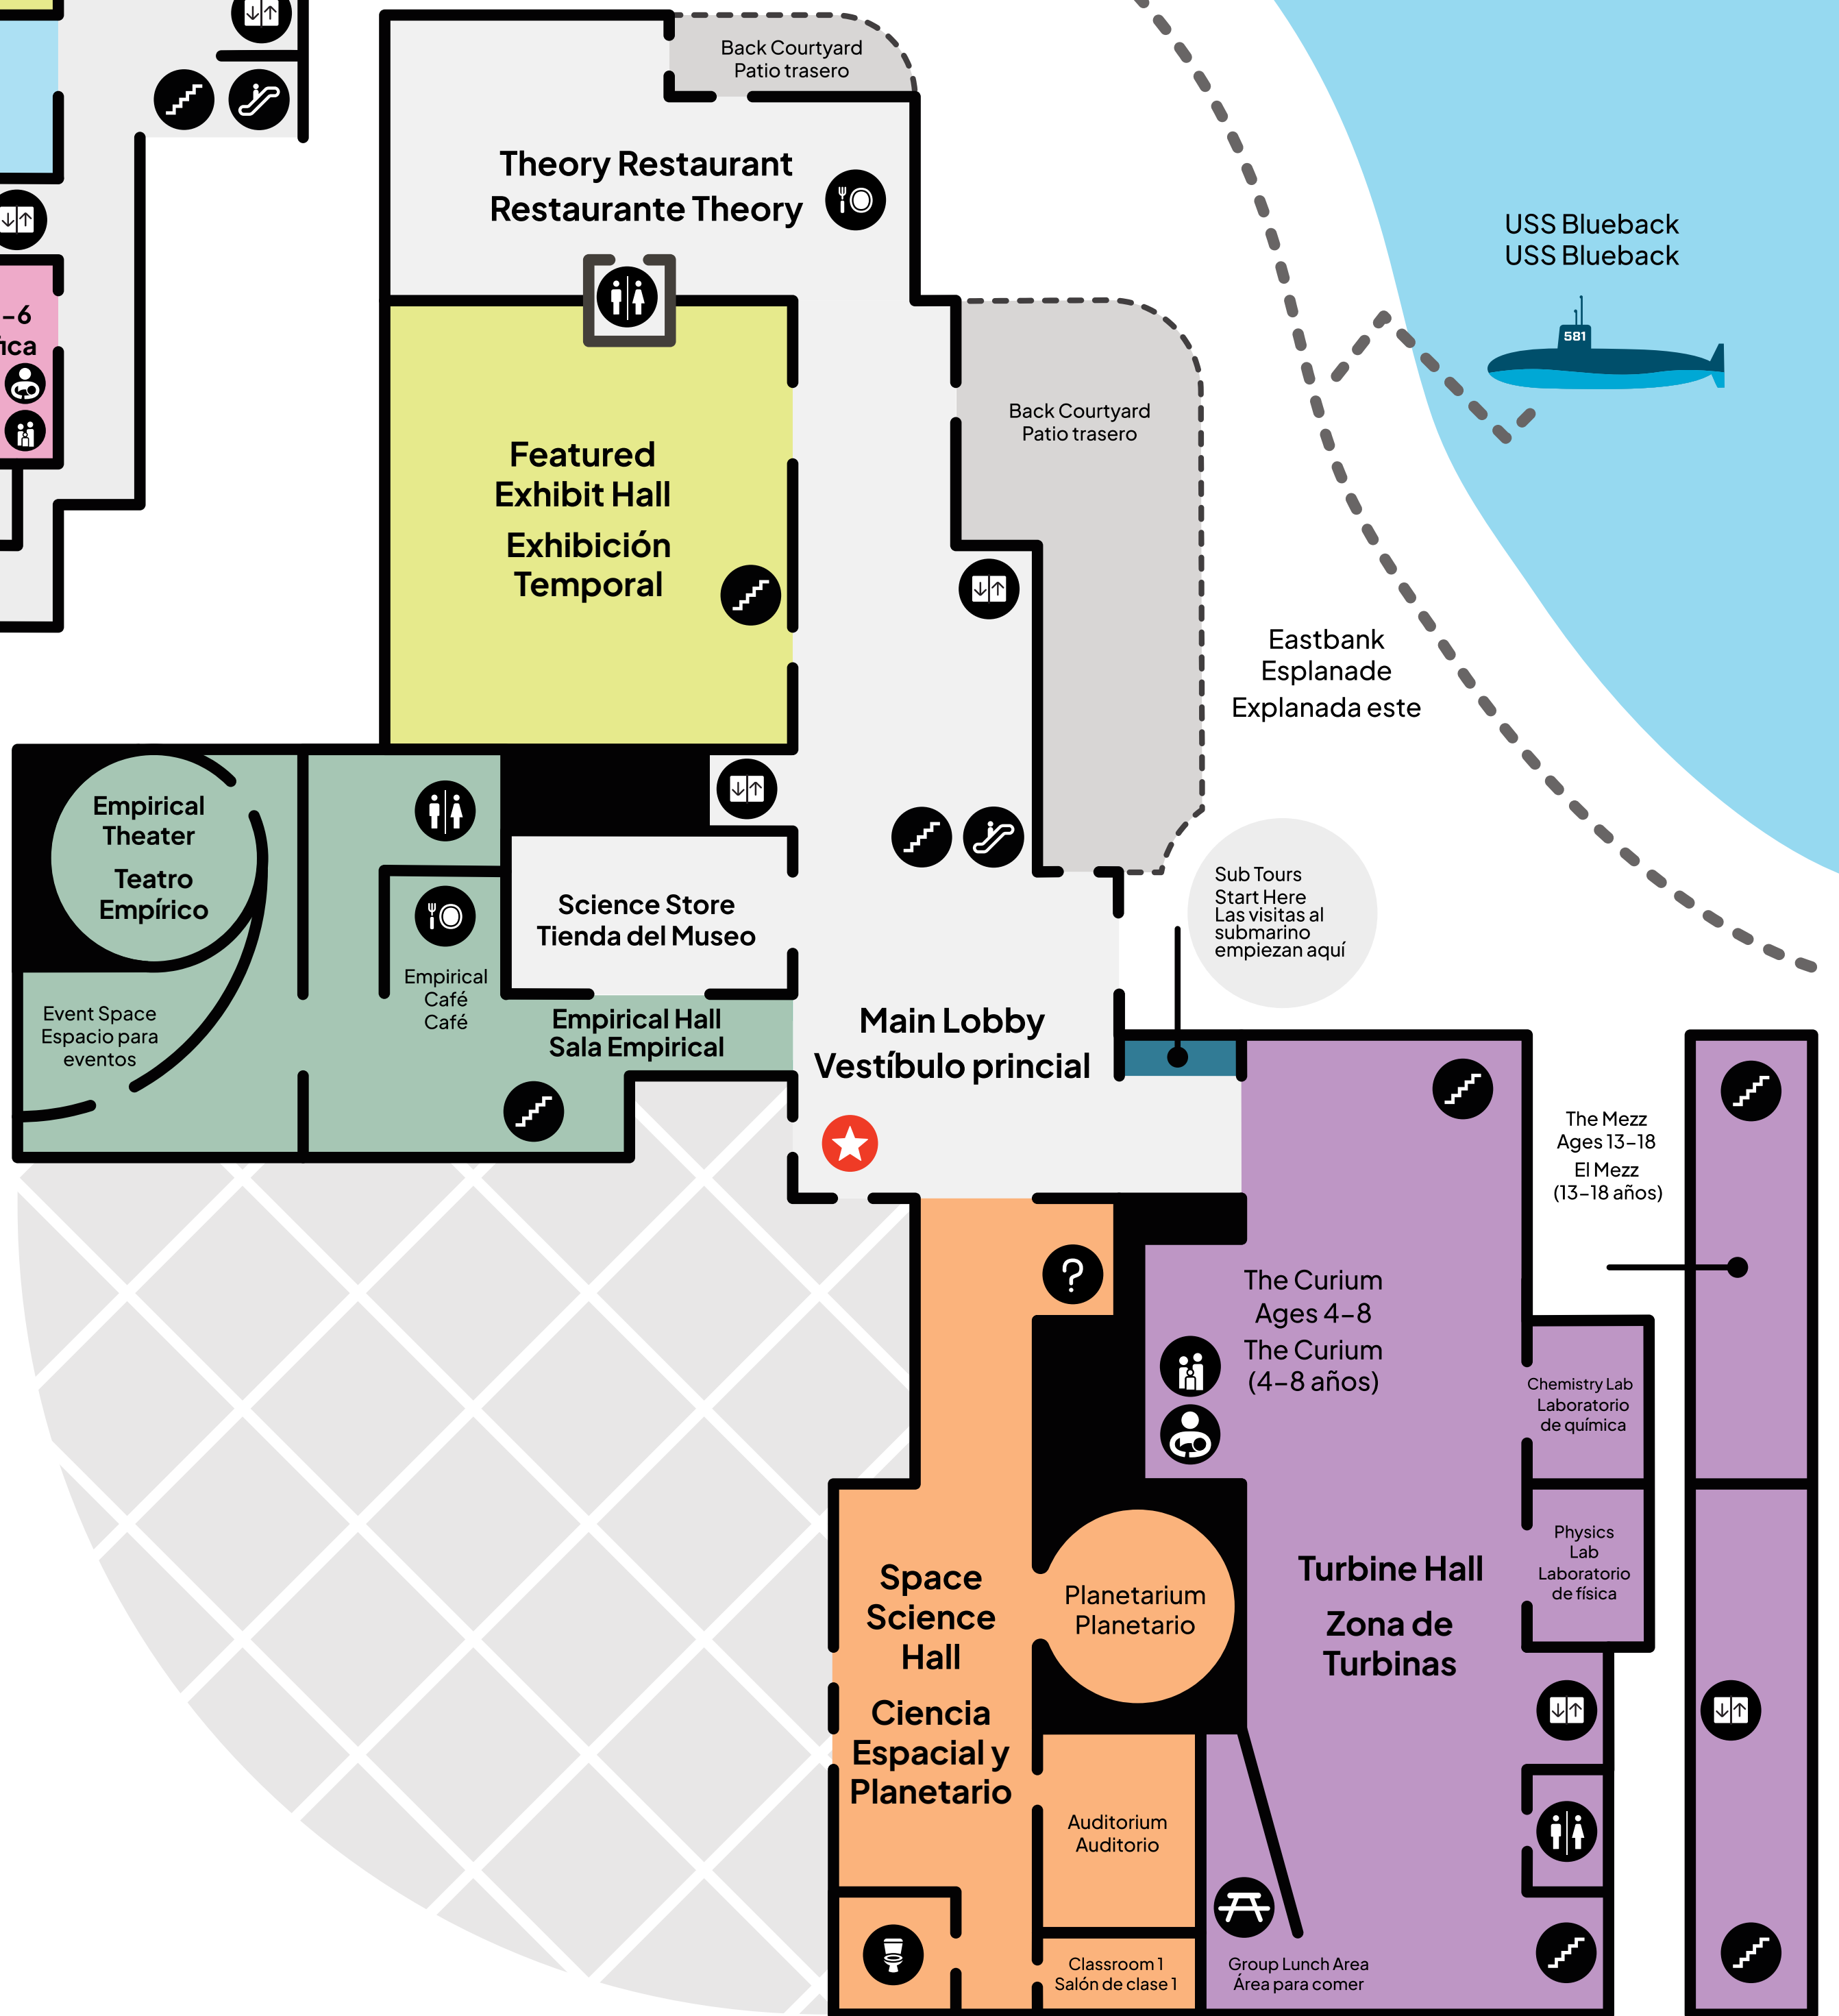 Back Courtyard
Patio trasero
Theory Restaurant
Restaurante Theory
USS Blueback
USS Blueback
581
–6
Back Courtyard
Patio trasero
Featured
Exhibit Hall
Exhibición
Temporal
Eastbank
Esplanade
Explanada este
Empirical
Theater
Teatro
Empírico
Sub Tours
Start Here
Las visitas al
submarino
empiezan aquí
Science Store
Tienda del Museo
Empirical
Café
Café
Event Space
Espacio para
eventos
Empirical Hall
Sala Empirical
Main Lobby
Vestíbulo princial
The Mezz
Ages 13–18
El Mezz
(13–18 años)
?
The Curium
Ages 4–8
The Curium
(4–8 años)
Chemistry Lab
Laboratorio
de química
Physics
Lab
Laboratorio
de física
Space
Science
Hall
Ciencia
Espacial y
Planetario
Planetarium
Planetario
Turbine Hall
Zona de
Turbinas
Auditorium
Auditorio
Classroom 1
Salón de clase 1
Group Lunch Area
Área para comer